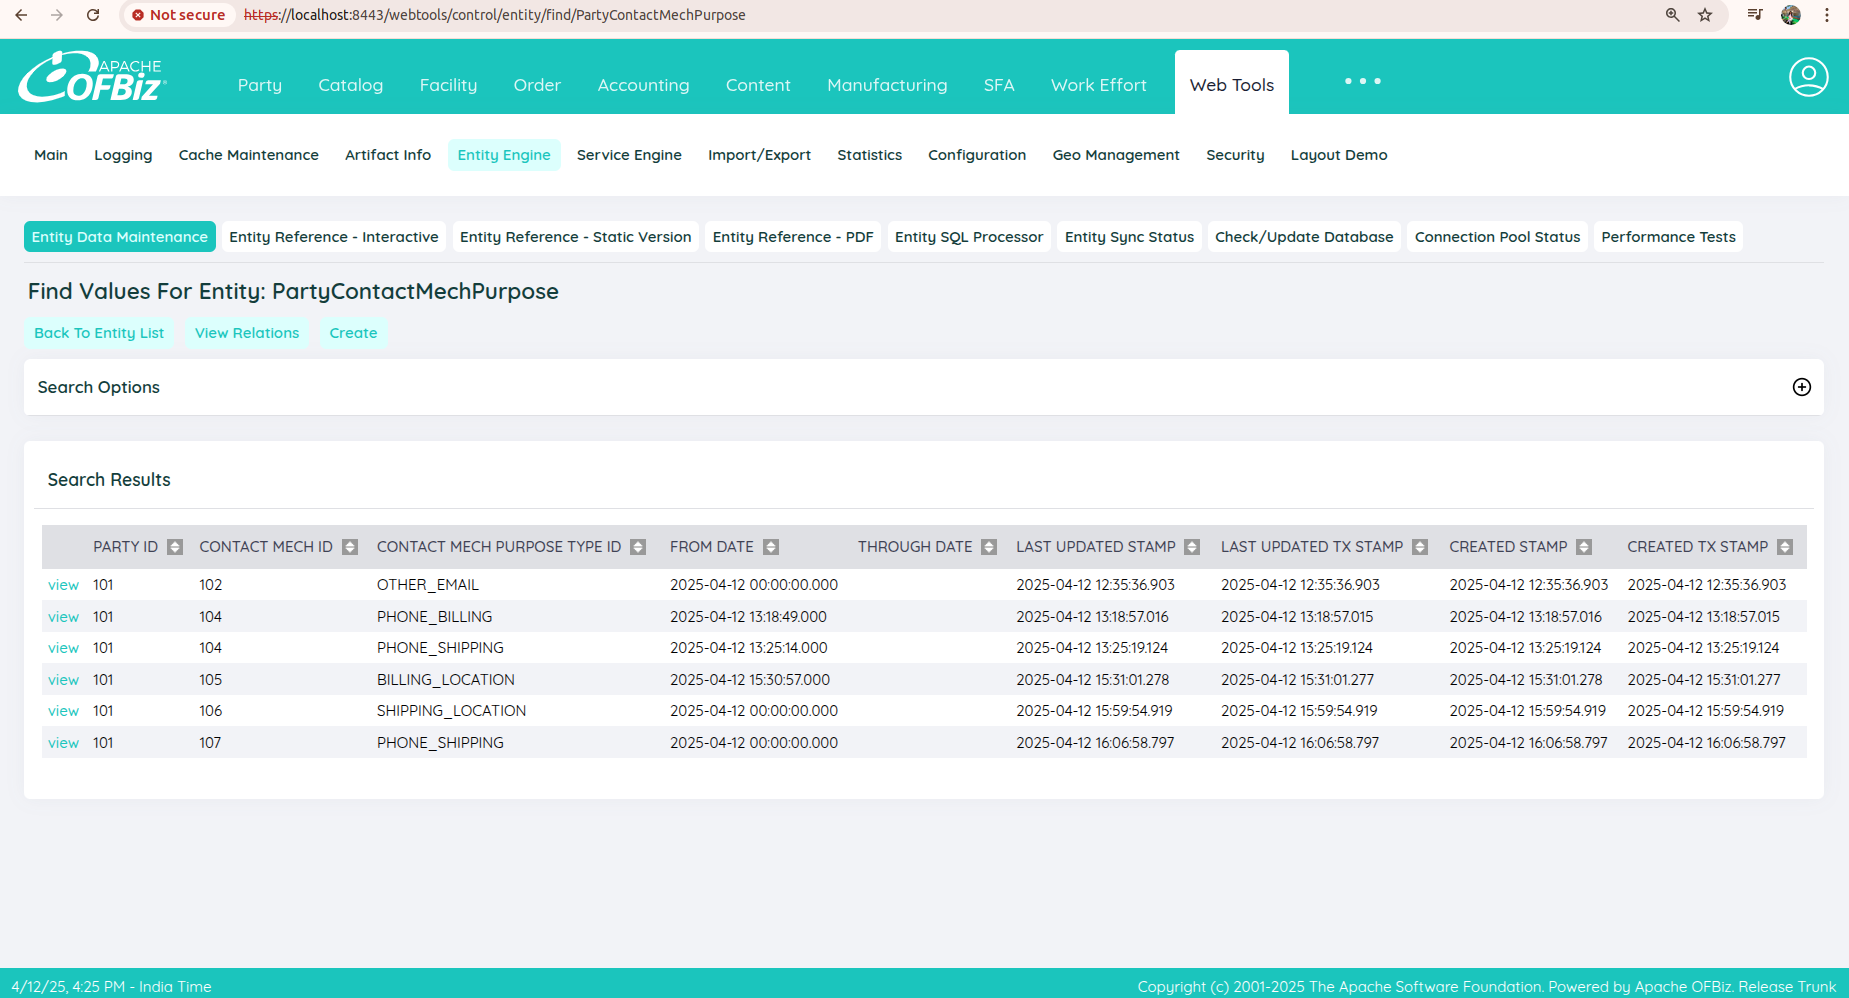 Not secure https://localhost:8443/webtools/control/entity/find/PartyContactMechPurpose
APACHE
OFBiz
Party Catalog Facility Order Accounting Content Manufacturing SFA Work Effort Web Tools
Main Logging Cache Maintenance Artifact Info Entity Engine Service Engine Import/Export Statistics Configuration Geo Management Security Layout Demo
Entity Data Maintenance Entity Reference - Interactive Entity Reference - Static Version Entity Reference - PDF Entity SQL Processor Entity Sync Status Check/Update Database Connection Pool Status Performance Tests
Find Values For Entity: PartyContactMechPurpose
Back To Entity List View Relations Create
Search Options
Search Results
PARTY ID CONTACT MECH ID CONTACT MECH PURPOSE TYPE ID FROM DATE THROUGH DATE LAST UPDATED STAMP LAST UPDATED TX STAMP CREATED STAMP CREATED TX STAMP
view 101 102 OTHER_EMAIL 2025-04-12 00:00:00.000 2025-04-12 12:35:36.903 2025-04-12 12:35:36.903 2025-04-12 12:35:36.903 2025-04-12 12:35:36.903
view 101 104 PHONE_BILLING 2025-04-12 13:18:49.000 2025-04-12 13:18:57.016 2025-04-12 13:18:57.015 2025-04-12 13:18:57.016 2025-04-12 13:18:57.015
view 101 104 PHONE_SHIPPING 2025-04-12 13:25:14.000 2025-04-12 13:25:19.124 2025-04-12 13:25:19.124 2025-04-12 13:25:19.124 2025-04-12 13:25:19.124
view 101 105 BILLING_LOCATION 2025-04-12 15:30:57.000 2025-04-12 15:31:01.278 2025-04-12 15:31:01.277 2025-04-12 15:31:01.278 2025-04-12 15:31:01.277
view 101 106 SHIPPING_LOCATION 2025-04-12 00:00:00.000 2025-04-12 15:59:54.919 2025-04-12 15:59:54.919 2025-04-12 15:59:54.919 2025-04-12 15:59:54.919
view 101 107 PHONE_SHIPPING 2025-04-12 00:00:00.000 2025-04-12 16:06:58.797 2025-04-12 16:06:58.797 2025-04-12 16:06:58.797 2025-04-12 16:06:58.797
4/12/25, 4:25 PM - India Time Copyright (c) 2001-2025 The Apache Software Foundation. Powered by Apache OFBiz. Release Trunk